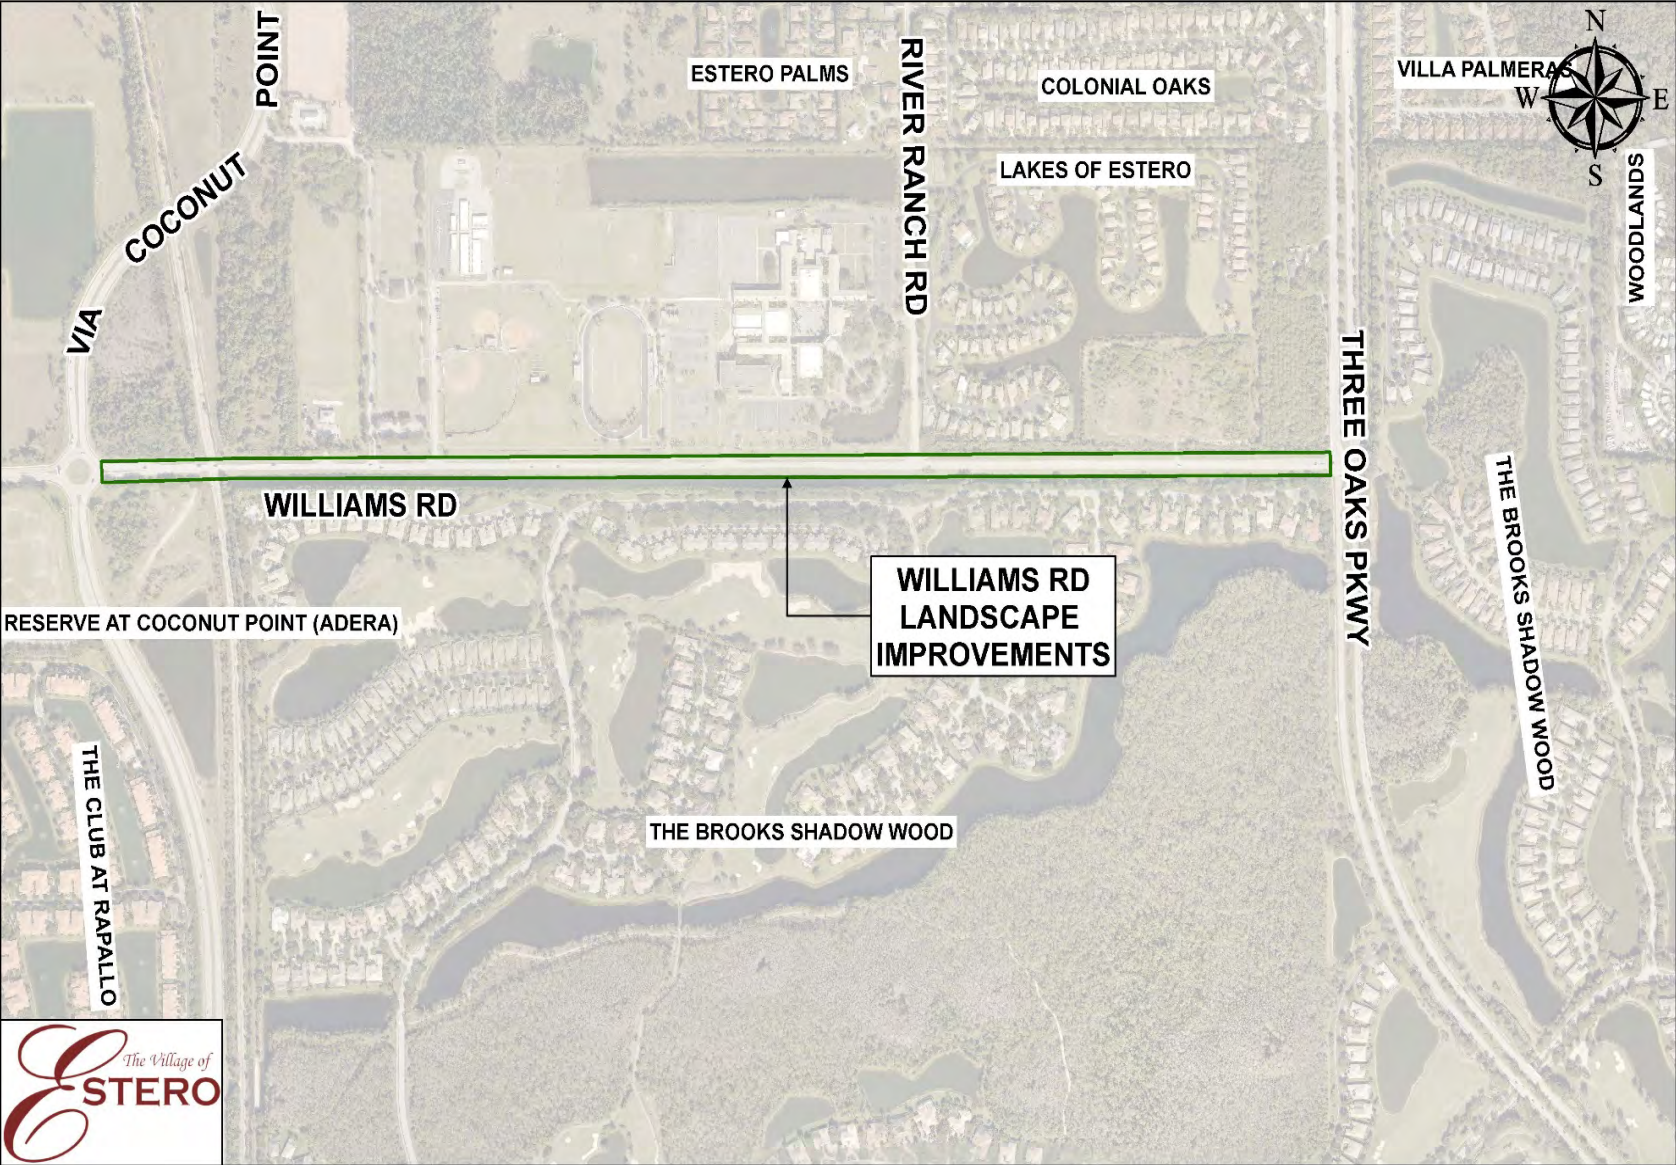 N
W
E
S
POINT
COCONUT
VIA
ESTERO PALMS
RIVER RANCH RD
COLONIAL OAKS
VILLA PALMERAS
LAKES OF ESTERO
WOODLANDS
THREE OAKS PKWY
WILLIAMS RD
THE BROOKS SHADOW WOOD
WILLIAMS RD
LANDSCAPE
IMPROVEMENTS
RESERVE AT COCONUT POINT (ADERA)
THE CLUB AT RAPALLO
THE BROOKS SHADOW WOOD
The Village of
ESTERO